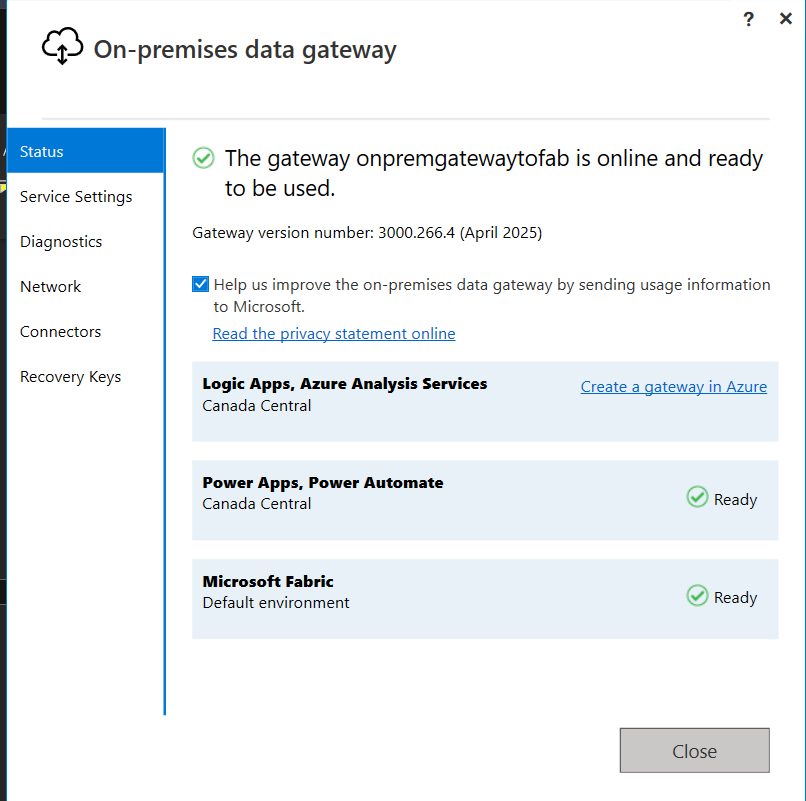 ?
On-premises data gateway
Status
Service Settings
Diagnostics
Network
Connectors
Recovery Keys
The gateway onpremgatewaytofab is online and ready
to be used.
Gateway version number: 3000.266.4 (April 2025)
Help us improve the on-premises data gateway by sending usage information
to Microsoft.
Read the privacy statement online
Logic Apps, Azure Analysis Services
Canada Central
Create a gateway in Azure
Power Apps, Power Automate
Canada Central
Ready
Microsoft Fabric
Default environment
Ready
Close